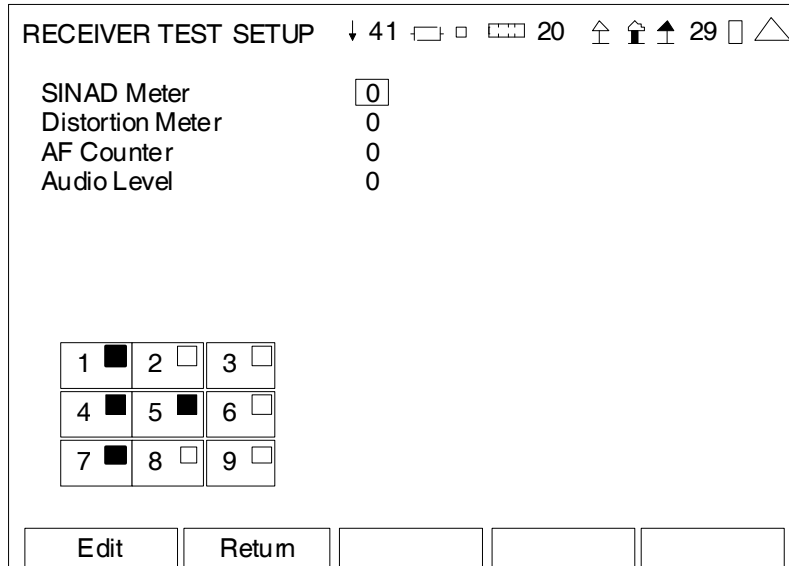 RECEIVER TEST SETUP 41 20 29
SINAD Meter 0
Distortion Meter 0
AF Counter 0
Audio Level 0
1 2 3
4 5 6
7 8 9
Edit Return